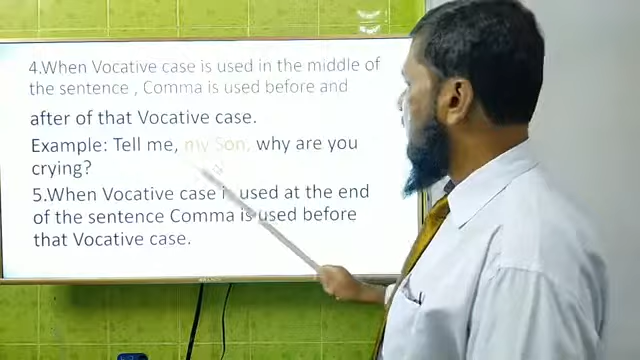 4.When Vocative case is used in the middle of
the sentence , Comma is used before and
after of that Vocative case.
Example: Tell me, my Son, why are you
crying?
5.When Vocative case is used at the end
of the sentence Comma is used before
that Vocative case.